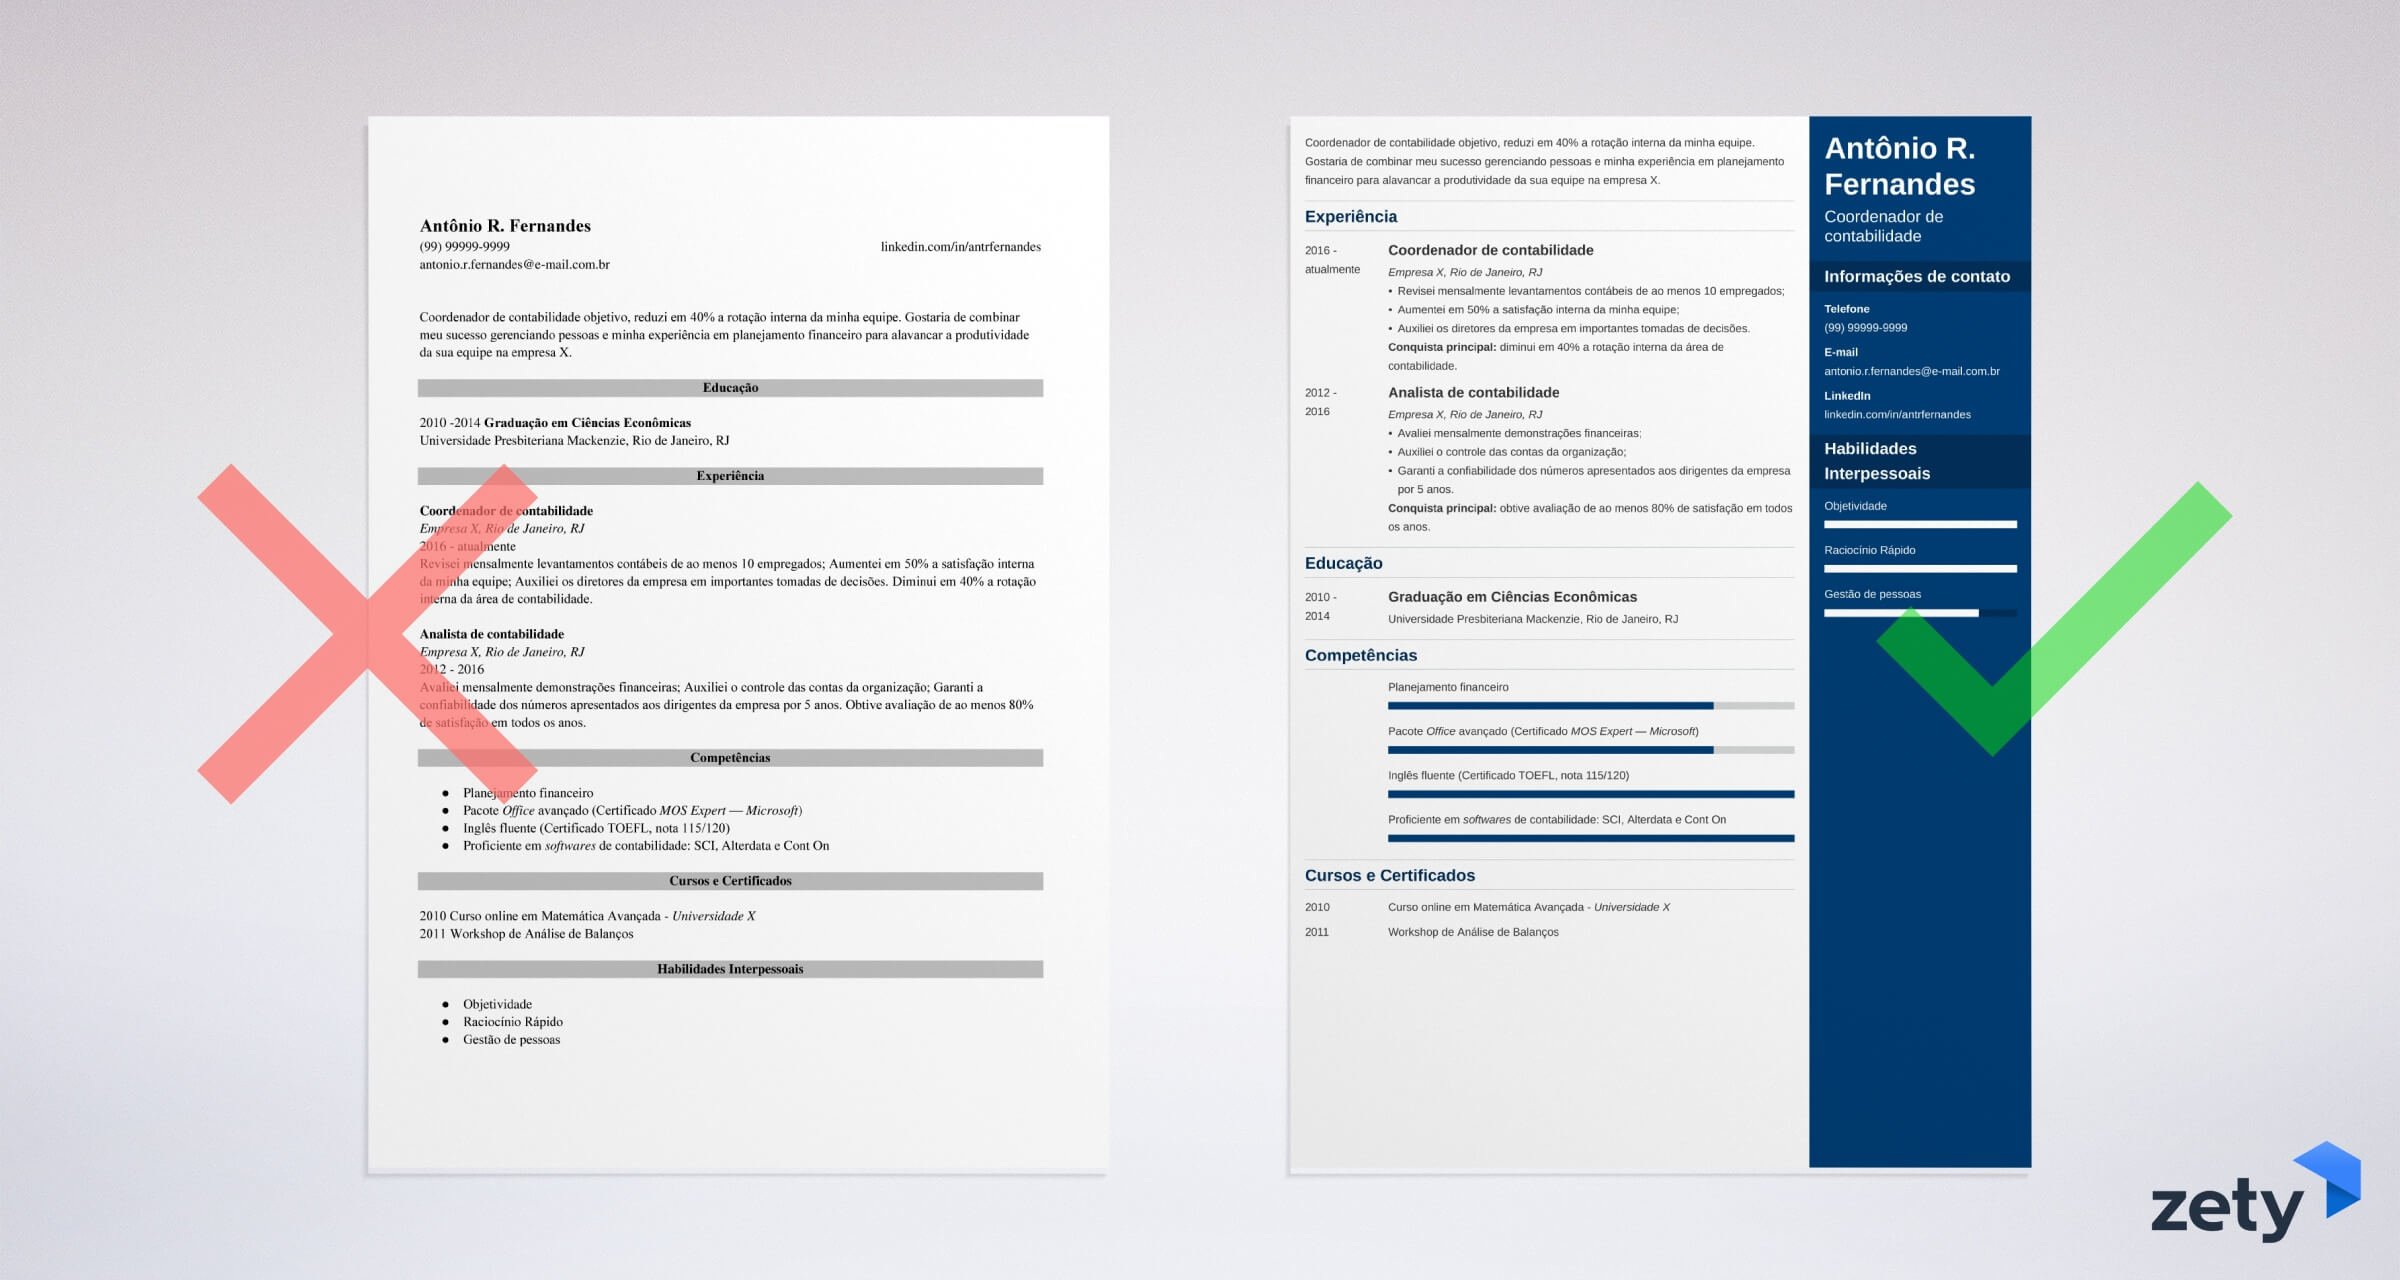 Antônio R. Fernandes
(99) 99999-9999
linkedin.com/in/antrfernandes
antonio.r.fernandes@e-mail.com.br
Coordenador de contabilidade objetivo, reduzi em 40% a rotação interna da minha equipe. Gostaria de combinar
meu sucesso gerenciando pessoas e minha experiência em planejamento financeiro para alavancar a produtividade
da sua equipe na empresa X.
Educação
2010 -2014 Graduação em Ciências Econômicas
Universidade Presbiteriana Mackenzie, Rio de Janeiro, RJ
Experiência
Coordenador de contabilidade
Empresa X, Rio de Janeiro, RJ
2016 - atualmente
Revisei mensalmente levantamentos contábeis de ao menos 10 empregados; Aumentei em 50% a satisfação interna
da minha equipe; Auxiliei os diretores da empresa em importantes tomadas de decisões. Diminui em 40% a rotação
interna da área de contabilidade.
Analista de contabilidade
Empresa X, Rio de Janeiro, RJ
2012 - 2016
Avaliei mensalmente demonstrações financeiras; Auxiliei o controle das contas da organização; Garanti a
confiabilidade dos números apresentados aos dirigentes da empresa por 5 anos. Obtive avaliação de ao menos 80%
de satisfação em todos os anos.
Competências
● Planejamento financeiro
● Pacote Office avançado (Certificado MOS Expert — Microsoft)
● Inglês fluente (Certificado TOEFL, nota 115/120)
● Proficiente em softwares de contabilidade: SCI, Alterdata e Cont On
Cursos e Certificados
2010 Curso online em Matemática Avançada - Universidade X
2011 Workshop de Análise de Balanços
Habilidades Interpessoais
● Objetividade
● Raciocínio Rápido
● Gestão de pessoas
Coordenador de contabilidade objetivo, reduzi em 40% a rotação interna da minha equipe.
Gostaria de combinar meu sucesso gerenciando pessoas e minha experiência em planejamento
financeiro para alavancar a produtividade da sua equipe na empresa X.
Experiência
2016 -
atualmente
Coordenador de contabilidade
Empresa X, Rio de Janeiro, RJ
• Revisei mensalmente levantamentos contábeis de ao menos 10 empregados;
• Aumentei em 50% a satisfação interna da minha equipe;
• Auxiliei os diretores da empresa em importantes tomadas de decisões.
Conquista principal: diminui em 40% a rotação interna da área de
contabilidade.
2012 -
2016
Analista de contabilidade
Empresa X, Rio de Janeiro, RJ
• Avaliei mensalmente demonstrações financeiras;
• Auxiliei o controle das contas da organização;
• Garanti a confiabilidade dos números apresentados aos dirigentes da empresa
por 5 anos.
Conquista principal: obtive avaliação de ao menos 80% de satisfação em todos
os anos.
Educação
2010 -
2014
Graduação em Ciências Econômicas
Universidade Presbiteriana Mackenzie, Rio de Janeiro, RJ
Competências
Planejamento financeiro
Pacote Office avançado (Certificado MOS Expert — Microsoft)
Inglês fluente (Certificado TOEFL, nota 115/120)
Proficiente em softwares de contabilidade: SCI, Alterdata e Cont On
Cursos e Certificados
2010 Curso online em Matemática Avançada - Universidade X
2011 Workshop de Análise de Balanços
Antônio R.
Fernandes
Coordenador de
contabilidade
Informações de contato
Telefone
(99) 99999-9999
E-mail
antonio.r.fernandes@e-mail.com.br
LinkedIn
linkedin.com/in/antrfernandes
Habilidades
Interpessoais
Objetividade
Raciocínio Rápido
Gestão de pessoas
zety